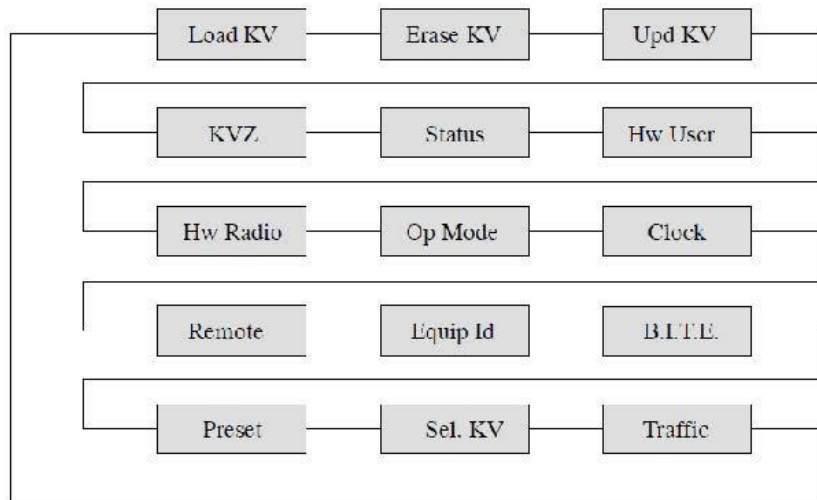 Load KV Erase KV Upd KV
KVZ Status Hw User
Hw Radio Op Mode Clock
Remote Equip Id B.I.T.E.
Preset Sel. KV Traffic